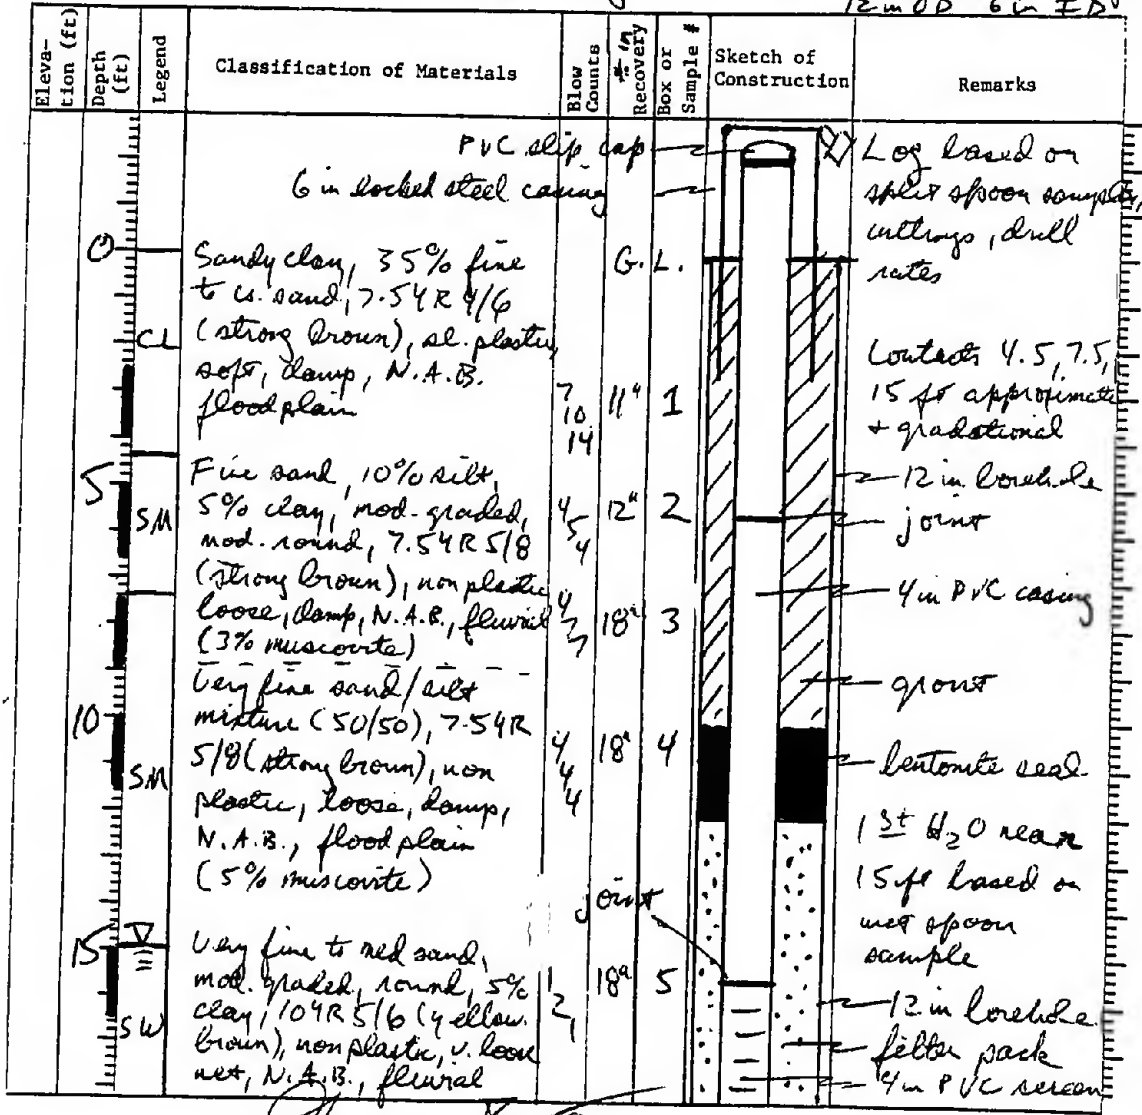 12 in OD 6 in ID
Eleva-
tion (ft)
Depth
(ft)
Legend
Classification of Materials
Blow
Counts
# in
Recovery
Box or
Sample #
Sketch of
Construction
Remarks
PVC slip cap
6 in locked steel casing
G.L.
0
5
10
15
CL
SM
SM
SW
Sandy clay, 35% fine
to cs. sand, 7.5YR 4/6
(strong brown), sl. plastic,
soft, damp, N.A.B.
floodplain
Fine sand, 10% silt,
5% clay, mod. graded,
mod. round, 7.5YR 5/8
(strong brown), non plastic
loose, damp, N.A.B., fluvial
(3% muscovite)
Very fine sand/silt
mixture (50/50), 7.5YR
5/8 (strong brown), non
plastic, loose, damp,
N.A.B., flood plain
(5% muscovite)
Very fine to med sand,
mod. graded, round, 5%
clay, 10YR 5/6 (yellow.
brown), non plastic, v. loose
wet, N.A.B., fluvial
7
10
14
11" 1
4
5
4
12" 2
4
7
7
18" 3
4
4
4
18" 4
1
2
1
18" 5
joint
Log based on
split spoon samples,
cuttings, drill
rates
Contacts 4.5, 7.5,
15 ft approximate
+ gradational
12 in borehole
joint
4 in PVC casing
grout
bentonite seal
1st H2O near
15 ft based on
wet spoon
sample
12 in borehole
filter pack
4 in PVC screen